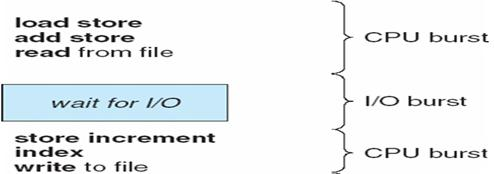 load store
add store
read from file
CPU burst
wait for I/O
I/O burst
store increment
index
write to file
CPU burst